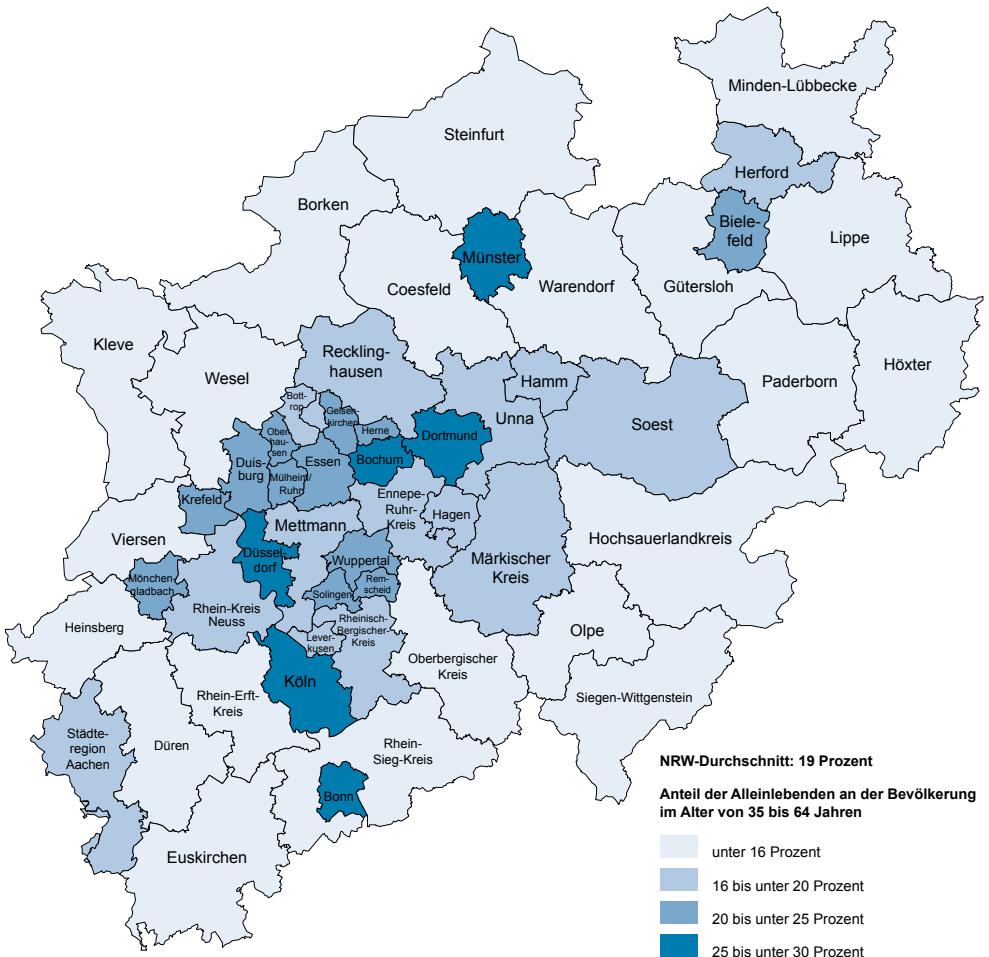 Minden-Lübbecke
Steinfurt
Herford
Borken
Biele-
feld
Lippe
Münster
Coesfeld
Warendorf
Gütersloh
Kleve
Reckling-
hausen
Höxter
Wesel
Hamm
Paderborn
Bott-
rop
Gelsen-
kirchen
Unna
Soest
Ober-
hau-
sen
Herne
Dortmund
Duis-
burg
Essen
Bochum
Mülheim/
Ruhr
Krefeld
Ennepe-
Ruhr-
Kreis
Hagen
Mettmann
Viersen
Hochsauerlandkreis
Düssel-
dorf
Wuppertal
Märkischer
Kreis
Mönchen-
gladbach
Rem-
scheid
Solingen
Rhein-Kreis
Neuss
Rheinisch-
Bergischer-
Kreis
Heinsberg
Lever-
kusen
Olpe
Oberbergischer
Kreis
Köln
Rhein-Erft-
Kreis
Siegen-Wittgenstein
Städte-
region
Aachen
Düren
Rhein-
Sieg-Kreis
Bonn
Euskirchen
NRW-Durchschnitt: 19 Prozent
Anteil der Alleinlebenden an der Bevölkerung
im Alter von 35 bis 64 Jahren
unter 16 Prozent
16 bis unter 20 Prozent
20 bis unter 25 Prozent
25 bis unter 30 Prozent